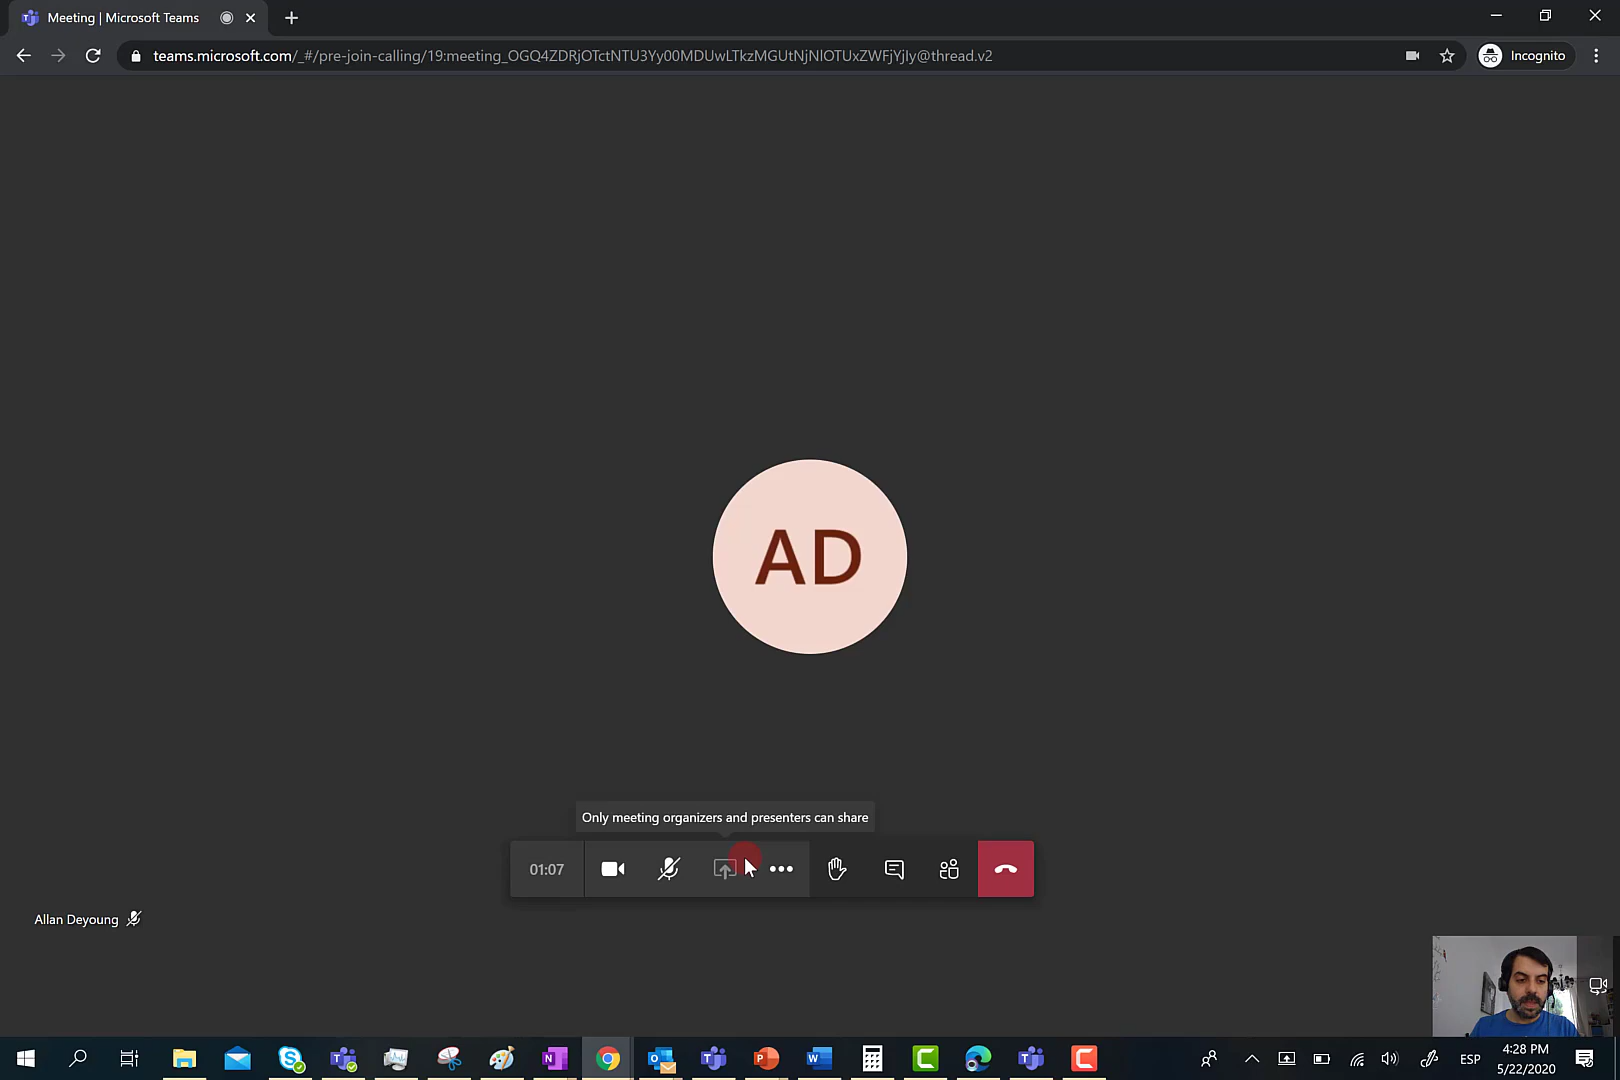 Meeting | Microsoft Teams
teams.microsoft.com/_#/pre-join-calling/19:meeting_OGQ4ZDRjOTctNTU3Yy00MDUwLTkzMGUtNjNlOTUxZWFjYjIy@thread.v2
Incognito
AD
Only meeting organizers and presenters can share
01:07
Allan Deyoung
ESP
4:28 PM
5/22/2020